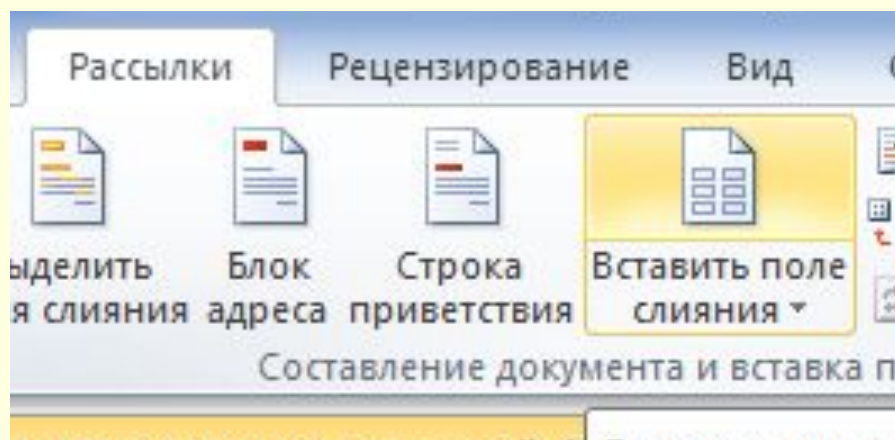 Рассылки Рецензирование Вид
ыделить Блок Строка Вставить поле
я слияния адреса приветствия слияния
Составление документа и вставка п